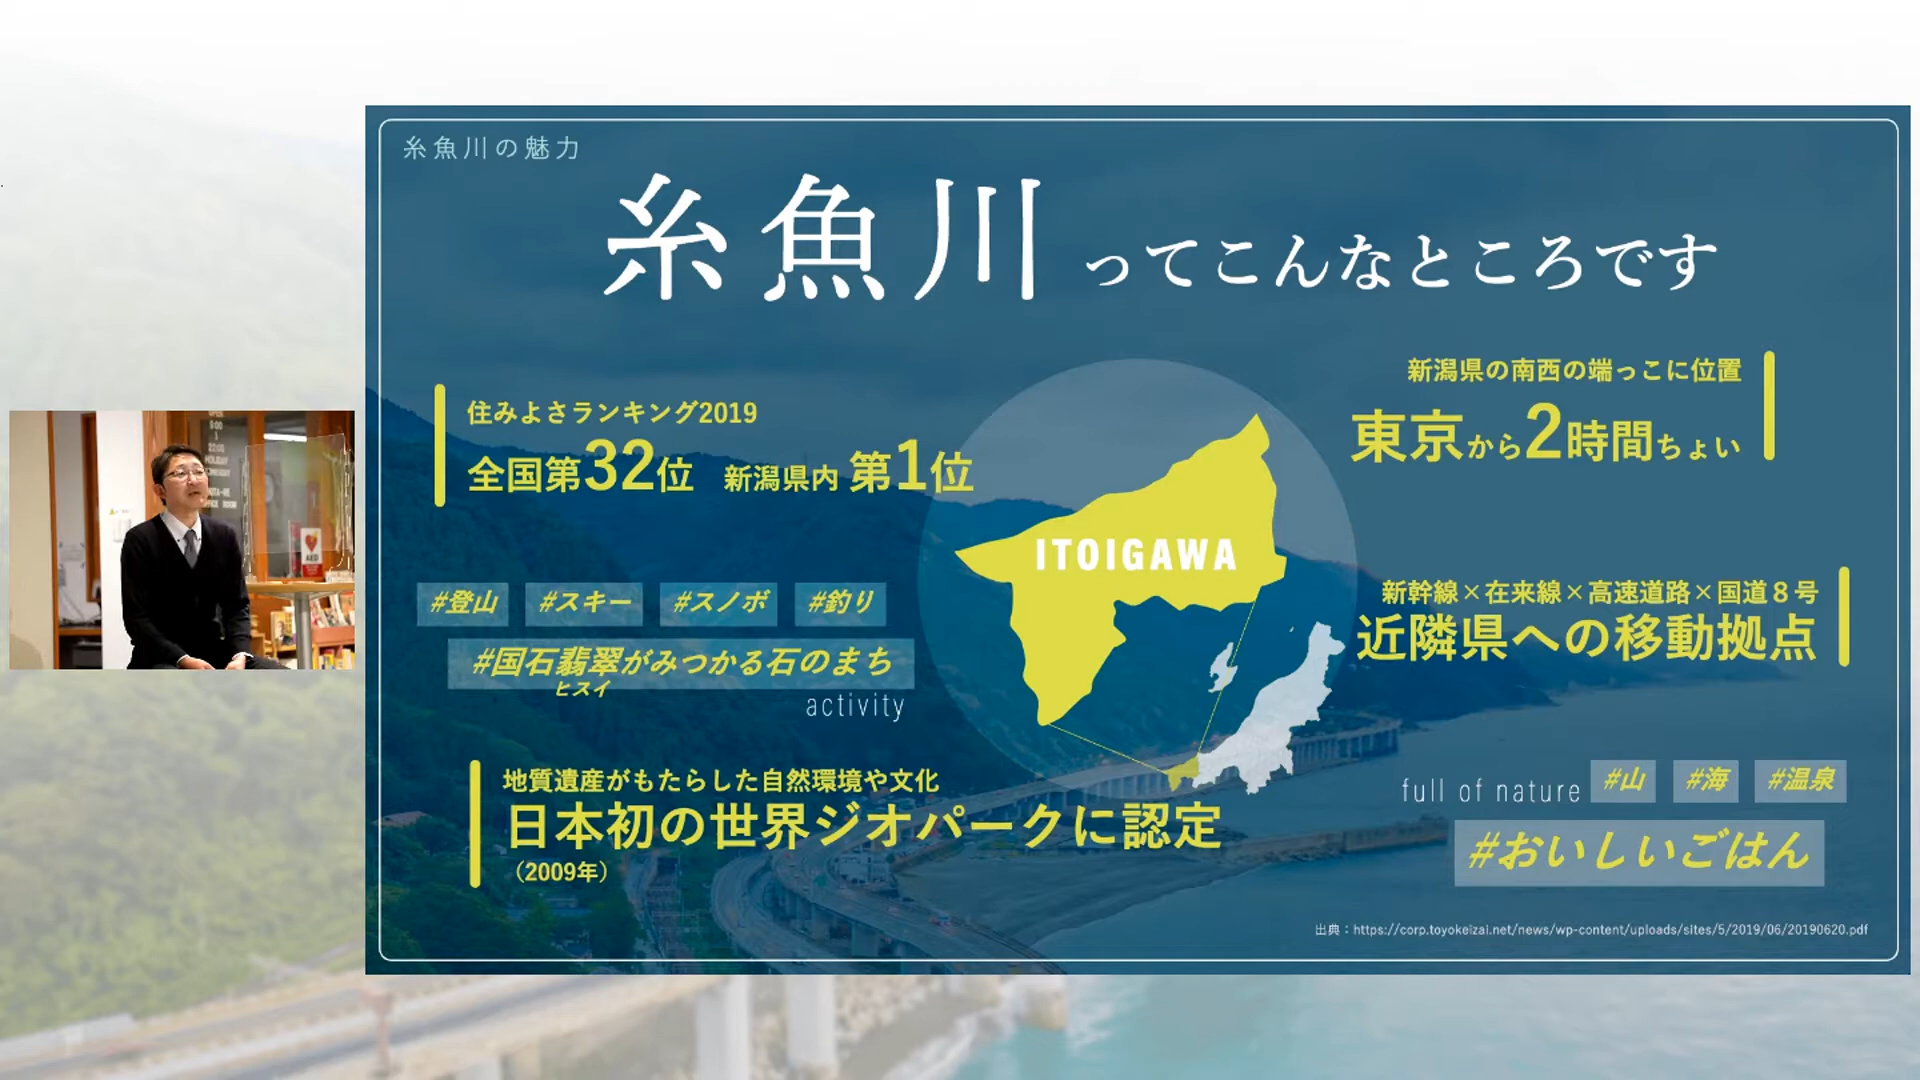 糸魚川の魅力
糸魚川ってこんなところです
住みよさランキング2019
全国第32位 新潟県内 第1位
新潟県の南西の端っこに位置
東京から2時間ちょい
ITOIGAWA
#登山 #スキー #スノボ #釣り
#国石翡翠がみつかる石のまち
ヒスイ
activity
新幹線×在来線×高速道路×国道8号
近隣県への移動拠点
地質遺産がもたらした自然環境や文化
日本初の世界ジオパークに認定
（2009年）
full of nature #山 #海 #温泉
#おいしいごはん
出典：https://corp.toyokeizai.net/news/wp-content/uploads/sites/5/2019/06/20190620.pdf
AED